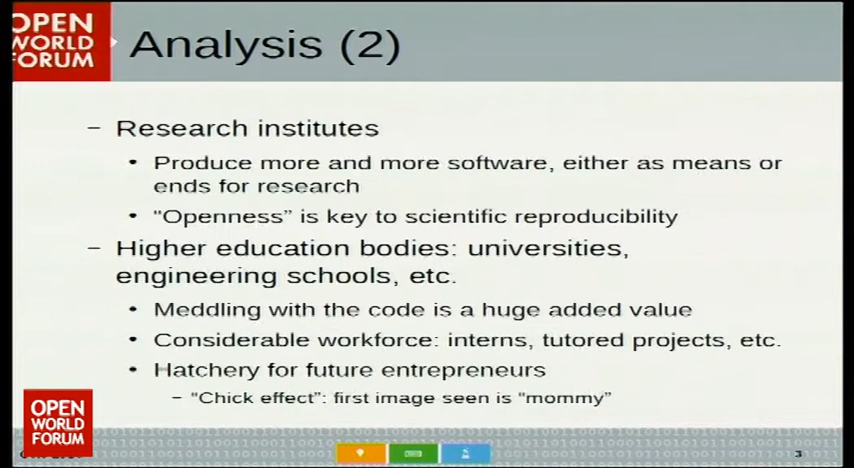 OPEN
WORLD
FORUM
Analysis (2)
– Research institutes
• Produce more and more software, either as means or
ends for research
• "Openness” is key to scientific reproducibility
– Higher education bodies: universities,
engineering schools, etc.
• Meddling with the code is a huge added value
• Considerable workforce: interns, tutored projects, etc.
• Hatchery for future entrepreneurs
– “Chick effect”: first image seen is “mommy”
OPEN
WORLD
FORUM
3